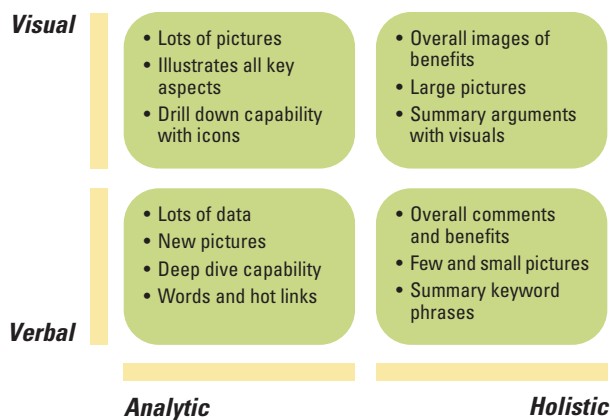 Visual
• Lots of pictures
• Illustrates all key
aspects
• Drill down capability
with icons
• Overall images of
benefits
• Large pictures
• Summary arguments
with visuals
• Lots of data
• New pictures
• Deep dive capability
• Words and hot links
• Overall comments
and benefits
• Few and small pictures
• Summary keyword
phrases
Verbal
Analytic
Holistic